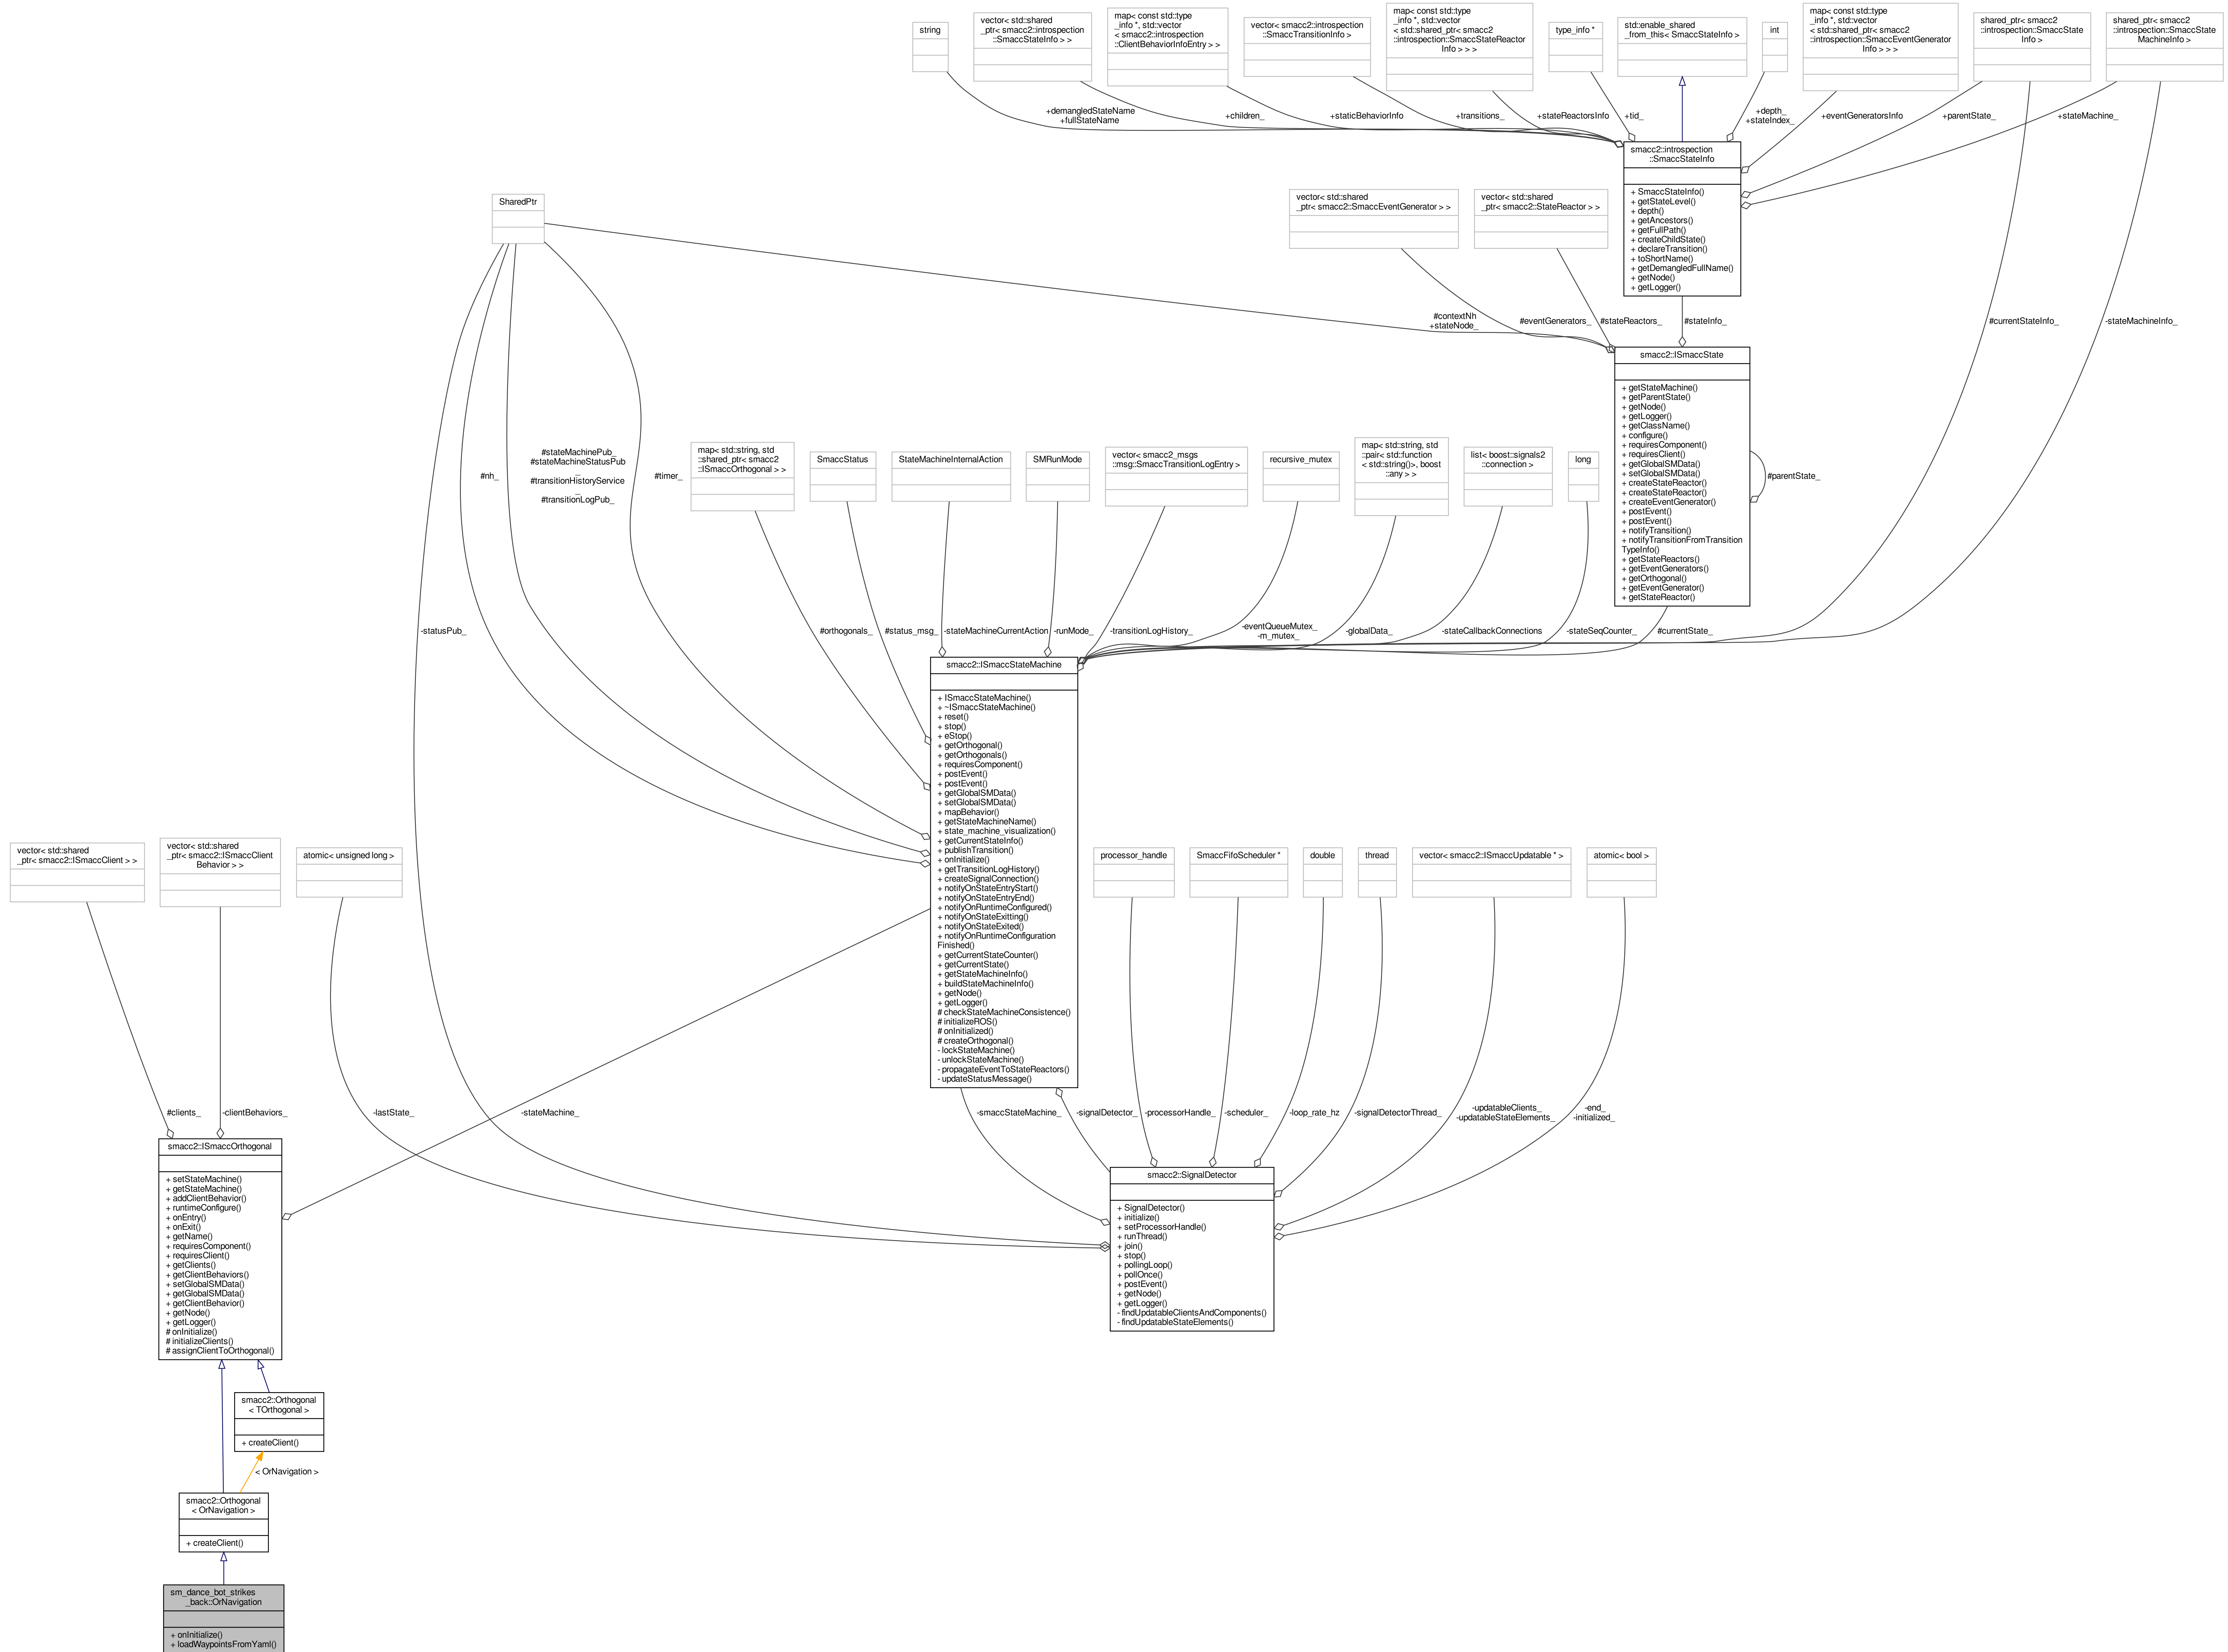 string
vector< std::shared
_ptr< smacc2::introspection
::SmaccStateInfo > >
map< const std::type
_info *, std::vector
< smacc2::introspection
::ClientBehaviorInfoEntry > >
vector< smacc2::introspection
::SmaccTransitionInfo >
map< const std::type
_info *, std::vector
< std::shared_ptr< smacc2
::introspection::SmaccStateReactor
Info > > >
type_info *
std::enable_shared
_from_this< SmaccStateInfo >
int
map< const std::type
_info *, std::vector
< std::shared_ptr< smacc2
::introspection::SmaccEventGenerator
Info > > >
shared_ptr< smacc2
::introspection::SmaccState
Info >
shared_ptr< smacc2
::introspection::SmaccState
MachineInfo >
+demangledStateName
+fullStateName
+children_
+staticBehaviorInfo
+transitions_
+stateReactorsInfo
+tid_
+depth_
+stateIndex_
+eventGeneratorsInfo
+parentState_
+stateMachine_
smacc2::introspection
::SmaccStateInfo
+ SmaccStateInfo()
+ getStateLevel()
+ depth()
+ getAncestors()
+ getFullPath()
+ createChildState()
+ declareTransition()
+ toShortName()
+ getDemangledFullName()
+ getNode()
+ getLogger()
SharedPtr
vector< std::shared
_ptr< smacc2::SmaccEventGenerator > >
vector< std::shared
_ptr< smacc2::StateReactor > >
#contextNh
+stateNode_
#eventGenerators_
#stateReactors_
#stateInfo_
#currentStateInfo_
-stateMachineInfo_
smacc2::ISmaccState
+ getStateMachine()
+ getParentState()
+ getNode()
+ getLogger()
+ getClassName()
+ configure()
+ requiresComponent()
+ requiresClient()
+ getGlobalSMData()
+ setGlobalSMData()
+ createStateReactor()
+ createStateReactor()
+ createEventGenerator()
+ postEvent()
+ postEvent()
+ notifyTransition()
+ notifyTransitionFromTransition
TypeInfo()
+ getStateReactors()
+ getEventGenerators()
+ getOrthogonal()
+ getEventGenerator()
+ getStateReactor()
#parentState_
#nh_
#stateMachinePub_
#stateMachineStatusPub
_
#transitionHistoryService
_
#transitionLogPub_
#timer_
map< std::string, std
::shared_ptr< smacc2
::ISmaccOrthogonal > >
SmaccStatus
StateMachineInternalAction
SMRunMode
vector< smacc2_msgs
::msg::SmaccTransitionLogEntry >
recursive_mutex
map< std::string, std
::pair< std::function
< std::string()>, boost
::any > >
list< boost::signals2
::connection >
long
-statusPub_
#orthogonals_
#status_msg_
-stateMachineCurrentAction
-runMode_
-transitionLogHistory_
-eventQueueMutex_
-m_mutex_
-globalData_
-stateCallbackConnections
-stateSeqCounter_
#currentState_
smacc2::ISmaccStateMachine
+ ISmaccStateMachine()
+ ~ISmaccStateMachine()
+ reset()
+ stop()
+ eStop()
+ getOrthogonal()
+ getOrthogonals()
+ requiresComponent()
+ postEvent()
+ postEvent()
+ getGlobalSMData()
+ setGlobalSMData()
+ mapBehavior()
+ getStateMachineName()
+ state_machine_visualization()
+ getCurrentStateInfo()
+ publishTransition()
+ onInitialize()
+ getTransitionLogHistory()
+ createSignalConnection()
+ notifyOnStateEntryStart()
+ notifyOnStateEntryEnd()
+ notifyOnRuntimeConfigured()
+ notifyOnStateExitting()
+ notifyOnStateExited()
+ notifyOnRuntimeConfiguration
Finished()
+ getCurrentStateCounter()
+ getCurrentState()
+ getStateMachineInfo()
+ buildStateMachineInfo()
+ getNode()
+ getLogger()
# checkStateMachineConsistence()
# initializeROS()
# onInitialized()
# createOrthogonal()
- lockStateMachine()
- unlockStateMachine()
- propagateEventToStateReactors()
- updateStatusMessage()
vector< std::shared
_ptr< smacc2::ISmaccClient > >
vector< std::shared
_ptr< smacc2::ISmaccClient
Behavior > >
atomic< unsigned long >
processor_handle
SmaccFifoScheduler *
double
thread
vector< smacc2::ISmaccUpdatable * >
atomic< bool >
#clients_
-clientBehaviors_
-lastState_
-stateMachine_
-smaccStateMachine_
-signalDetector_
-processorHandle_
-scheduler_
-loop_rate_hz
-signalDetectorThread_
-updatableClients_
-updatableStateElements_
-end_
-initialized_
smacc2::ISmaccOrthogonal
+ setStateMachine()
+ getStateMachine()
+ addClientBehavior()
+ runtimeConfigure()
+ onEntry()
+ onExit()
+ getName()
+ requiresComponent()
+ requiresClient()
+ getClients()
+ getClientBehaviors()
+ setGlobalSMData()
+ getGlobalSMData()
+ getClientBehavior()
+ getNode()
+ getLogger()
# onInitialize()
# initializeClients()
# assignClientToOrthogonal()
smacc2::SignalDetector
+ SignalDetector()
+ initialize()
+ setProcessorHandle()
+ runThread()
+ join()
+ stop()
+ pollingLoop()
+ pollOnce()
+ postEvent()
+ getNode()
+ getLogger()
- findUpdatableClientsAndComponents()
- findUpdatableStateElements()
smacc2::Orthogonal
< TOrthogonal >
+ createClient()
< OrNavigation >
smacc2::Orthogonal
< OrNavigation >
+ createClient()
sm_dance_bot_strikes
_back::OrNavigation
+ onInitialize()
+ loadWaypointsFromYaml()